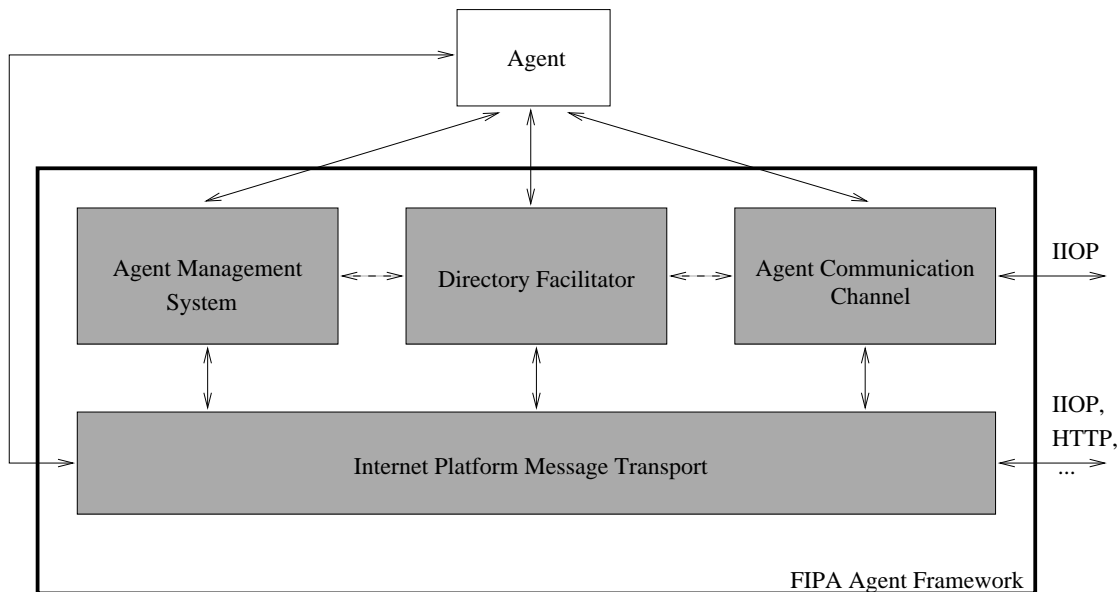 Agent
Agent Management
System
Directory Facilitator
Agent Communication
Channel
IIOP
Internet Platform Message Transport
IIOP,
HTTP,
...
FIPA Agent Framework